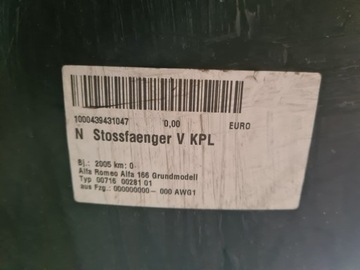 1000439431047 0,00 EURO
N Stossfaenger V KPL
Bj.: 2005 km: 0
Alfa Romeo Alfa 166 Grundmodell
Typ 00716 00281 01
aus Fzg.: 000000000- 000 AWG1